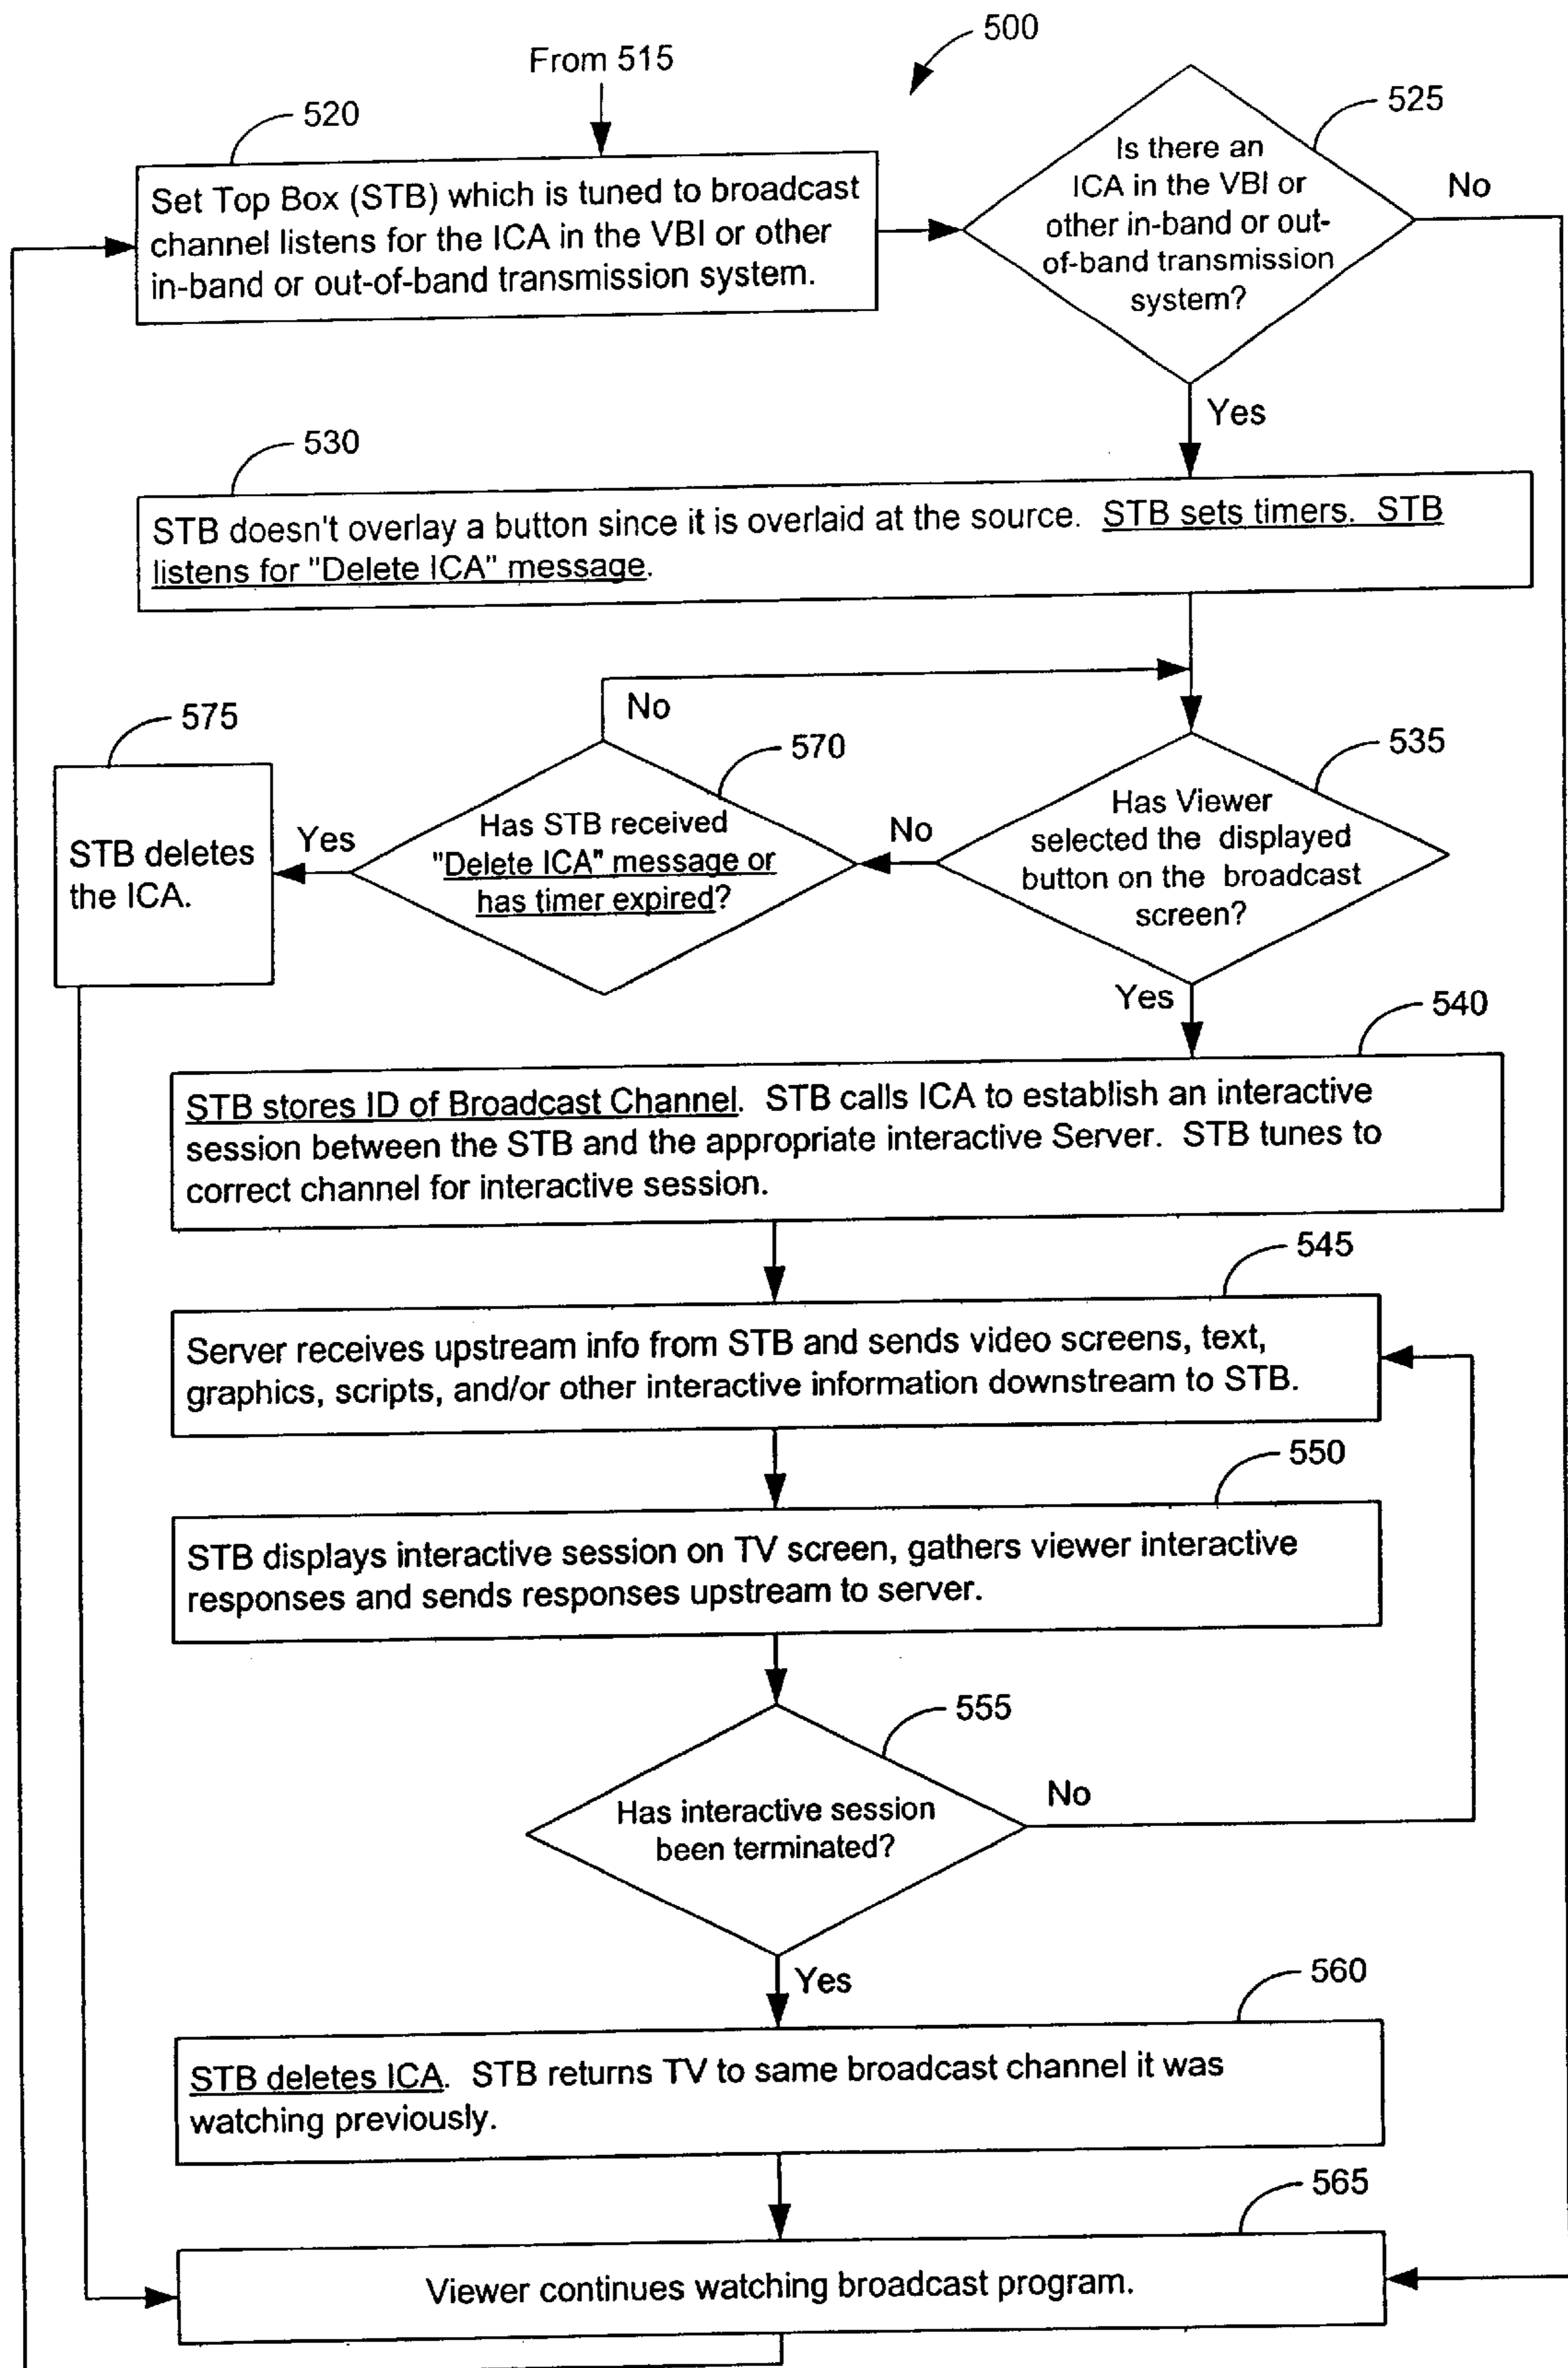 500
From 515
520
Set Top Box (STB) which is tuned to broadcast
channel listens for the ICA in the VBI or other
in-band or out-of-band transmission system.
525
Is there an
ICA in the VBI or
other in-band or out-
of-band transmission
system?
No
Yes
530
STB doesn't overlay a button since it is overlaid at the source. STB sets timers. STB
listens for "Delete ICA" message.
No
575
STB deletes
the ICA.
Yes
570
Has STB received
"Delete ICA" message or
has timer expired?
No
535
Has Viewer
selected the displayed
button on the broadcast
screen?
Yes
540
STB stores ID of Broadcast Channel. STB calls ICA to establish an interactive
session between the STB and the appropriate interactive Server. STB tunes to
correct channel for interactive session.
545
Server receives upstream info from STB and sends video screens, text,
graphics, scripts, and/or other interactive information downstream to STB.
550
STB displays interactive session on TV screen, gathers viewer interactive
responses and sends responses upstream to server.
555
Has interactive session
been terminated?
No
Yes
560
STB deletes ICA. STB returns TV to same broadcast channel it was
watching previously.
565
Viewer continues watching broadcast program.